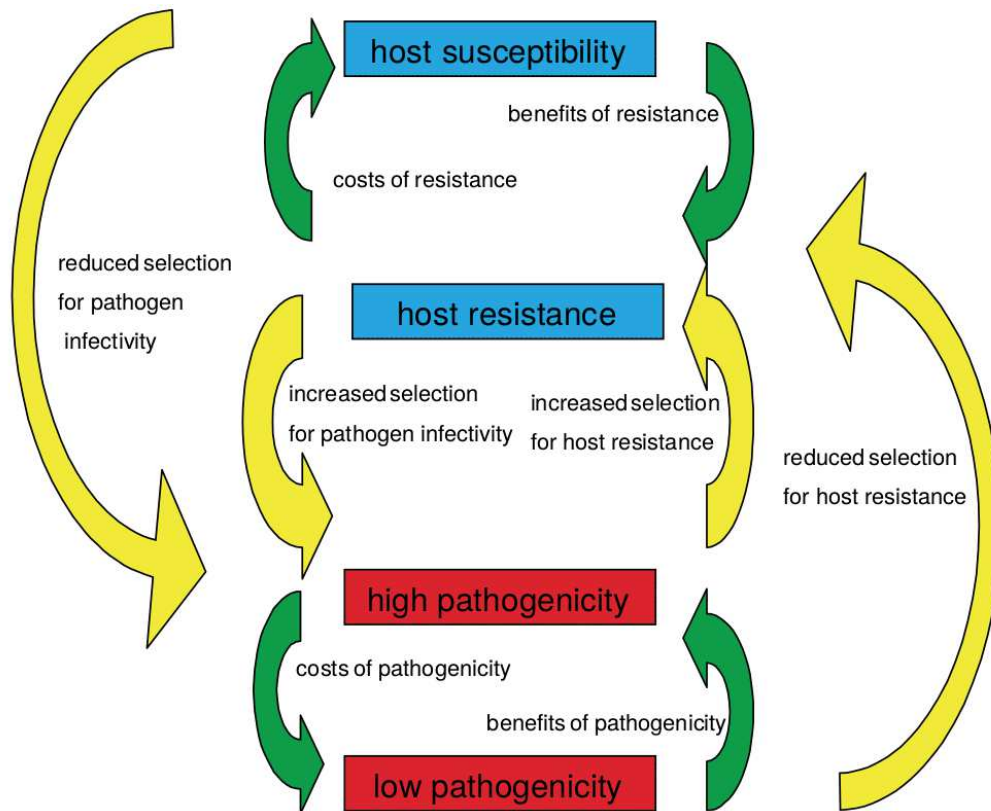 host susceptibility
benefits of resistance
costs of resistance
reduced selection
for pathogen
infectivity
host resistance
increased selection
for pathogen infectivity
increased selection
for host resistance
reduced selection
for host resistance
high pathogenicity
costs of pathogenicity
benefits of pathogenicity
low pathogenicity